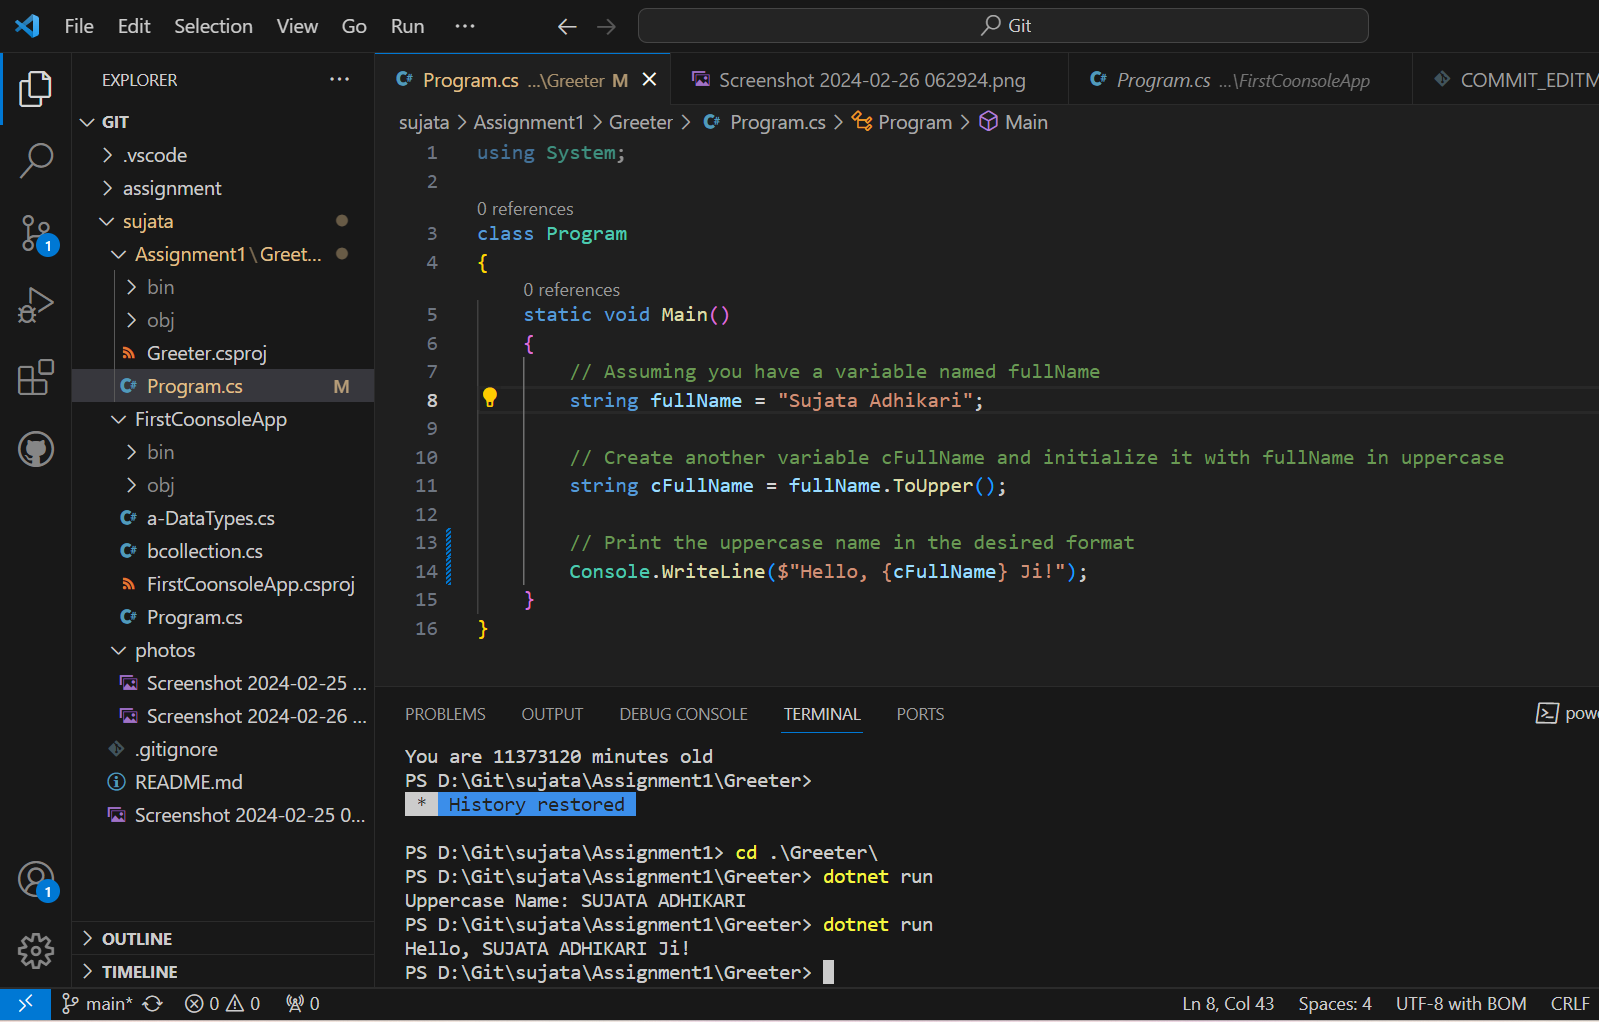 File Edit Selection View Go Run ··· Git
EXPLORER ···
GIT
.vscode
assignment
sujata
Assignment1\Greet...
bin
obj
Greeter.csproj
Program.cs M
FirstCoonsoleApp
bin
obj
a-DataTypes.cs
bcollection.cs
FirstCoonsoleApp.csproj
Program.cs
photos
Screenshot 2024-02-25 ...
Screenshot 2024-02-26 ...
.gitignore
README.md
Screenshot 2024-02-25 0...
OUTLINE
TIMELINE
1
1
Program.cs ...\Greeter M Screenshot 2024-02-26 062924.png Program.cs ...\FirstCoonsoleApp COMMIT_EDITM
sujata > Assignment1 > Greeter > Program.cs > Program > Main
1 using System;
2
0 references
3 class Program
4 {
0 references
5 static void Main()
6 {
7 // Assuming you have a variable named fullName
8 string fullName = "Sujata Adhikari";
9
10 // Create another variable cFullName and initialize it with fullName in uppercase
11 string cFullName = fullName.ToUpper();
12
13 // Print the uppercase name in the desired format
14 Console.WriteLine($"Hello, {cFullName} Ji!");
15 }
16 }
PROBLEMS OUTPUT DEBUG CONSOLE TERMINAL PORTS pow
You are 11373120 minutes old
PS D:\Git\sujata\Assignment1\Greeter>
* History restored
PS D:\Git\sujata\Assignment1> cd .\Greeter\
PS D:\Git\sujata\Assignment1\Greeter> dotnet run
Uppercase Name: SUJATA ADHIKARI
PS D:\Git\sujata\Assignment1\Greeter> dotnet run
Hello, SUJATA ADHIKARI Ji!
PS D:\Git\sujata\Assignment1\Greeter>
main* 0 0 0 Ln 8, Col 43 Spaces: 4 UTF-8 with BOM CRLF